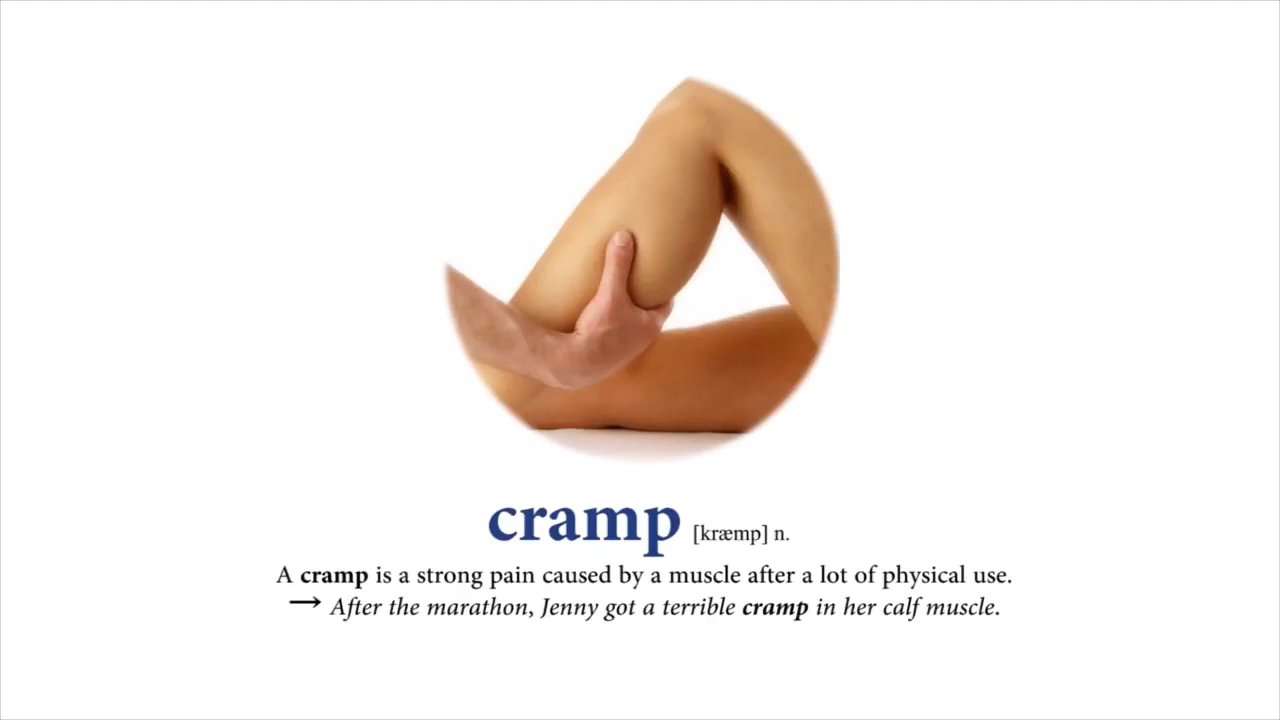 cramp [kræmp] n.
A cramp is a strong pain caused by a muscle after a lot of physical use.
→ After the marathon, Jenny got a terrible cramp in her calf muscle.